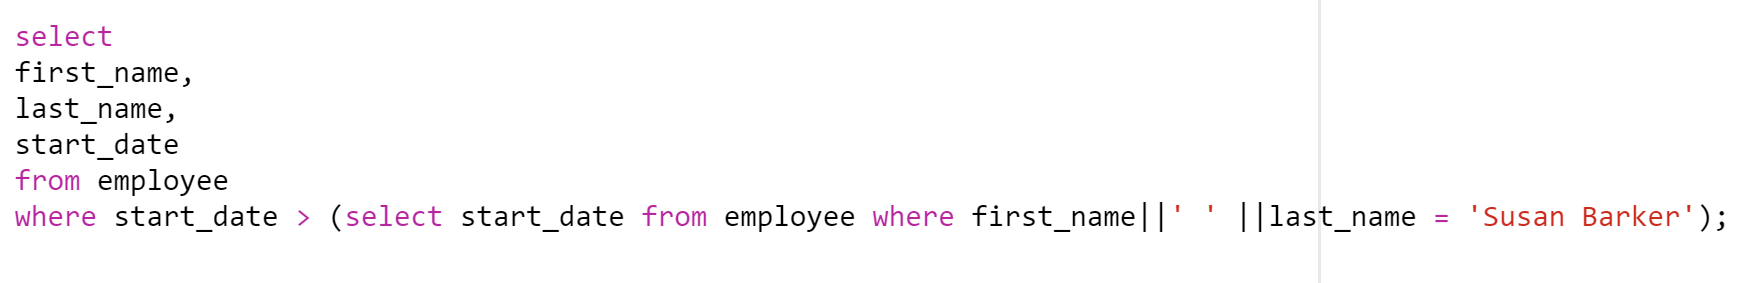 select
first_name,
last_name,
start_date
from employee
where start_date > (select start_date from employee where first_name||' ' ||last_name = 'Susan Barker');